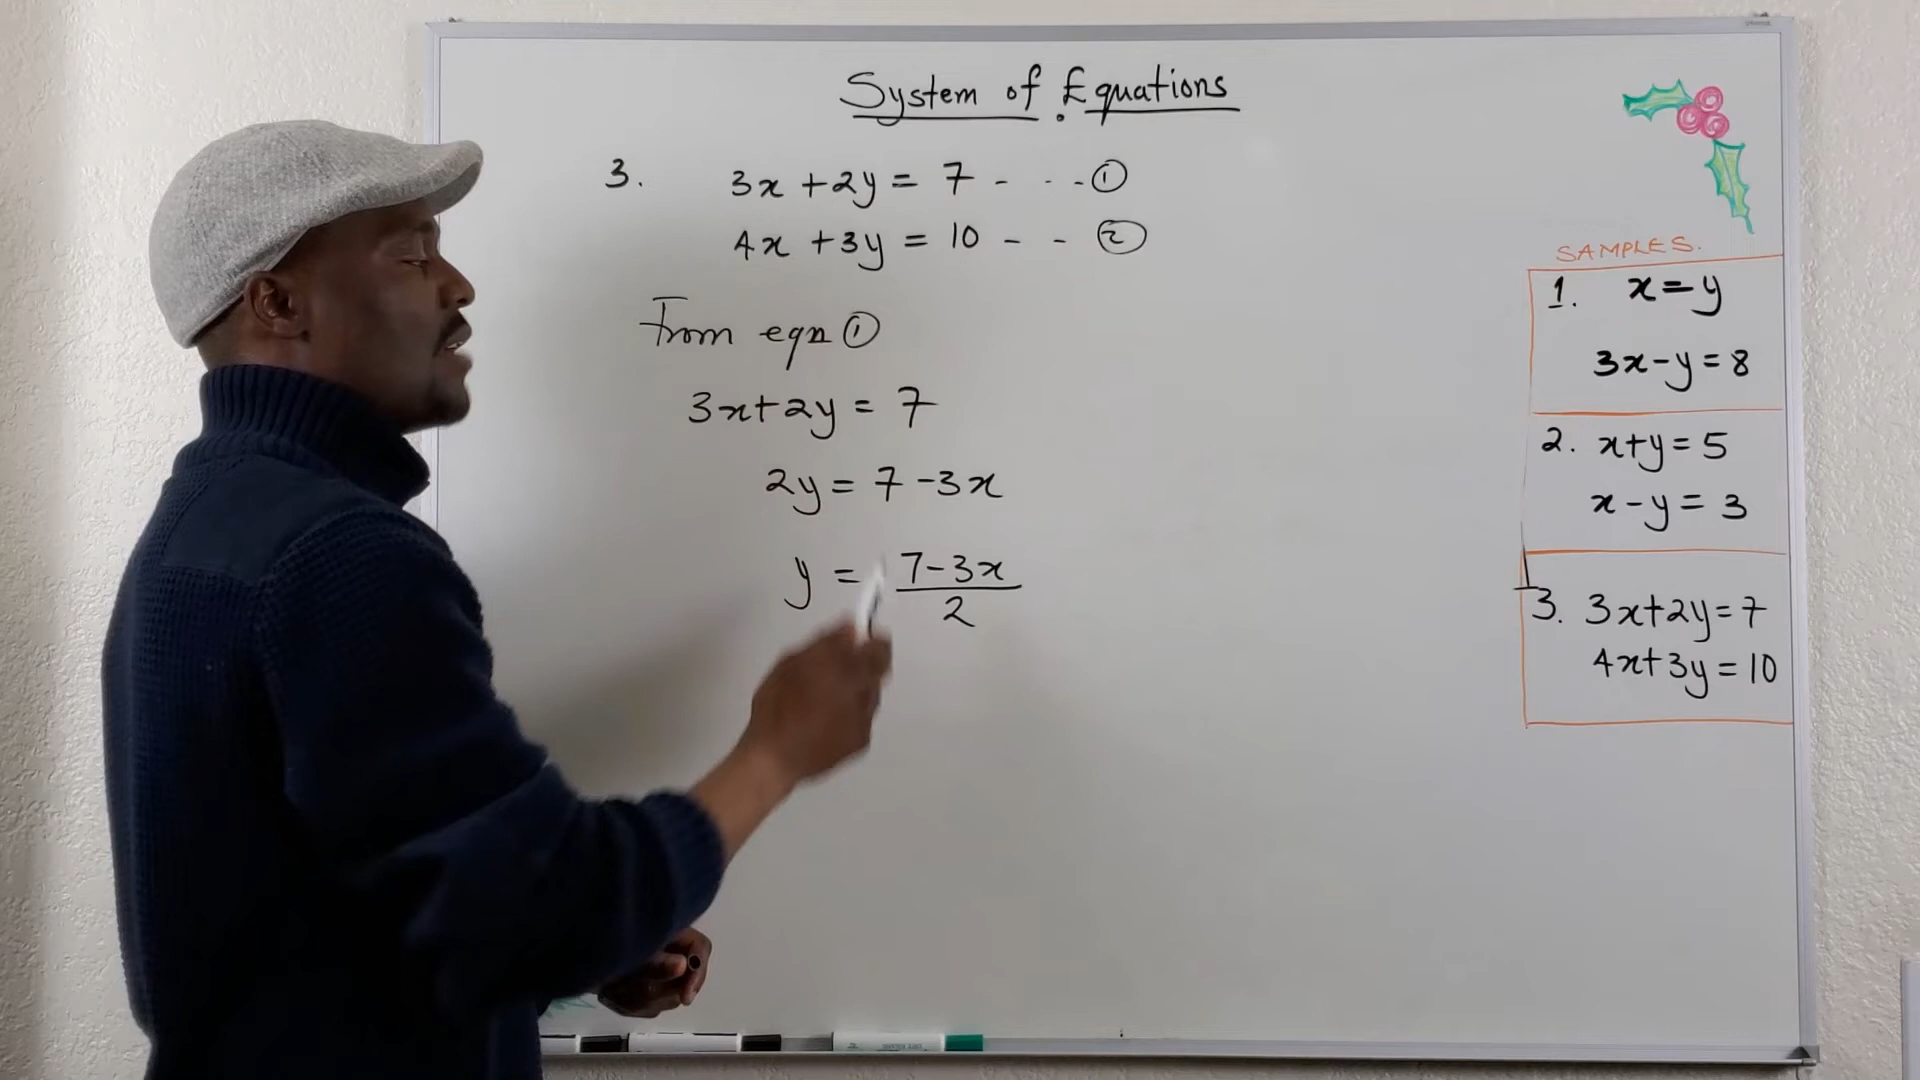 System of Equations
3. 3x + 2y = 7 - - - ①
4x + 3y = 10 - - ②
From eqn ①
3x + 2y = 7
2y = 7 - 3x
y = 7 - 3x
2
SAMPLES.
1. x = y
3x - y = 8
2. x + y = 5
x - y = 3
3. 3x + 2y = 7
4x + 3y = 10